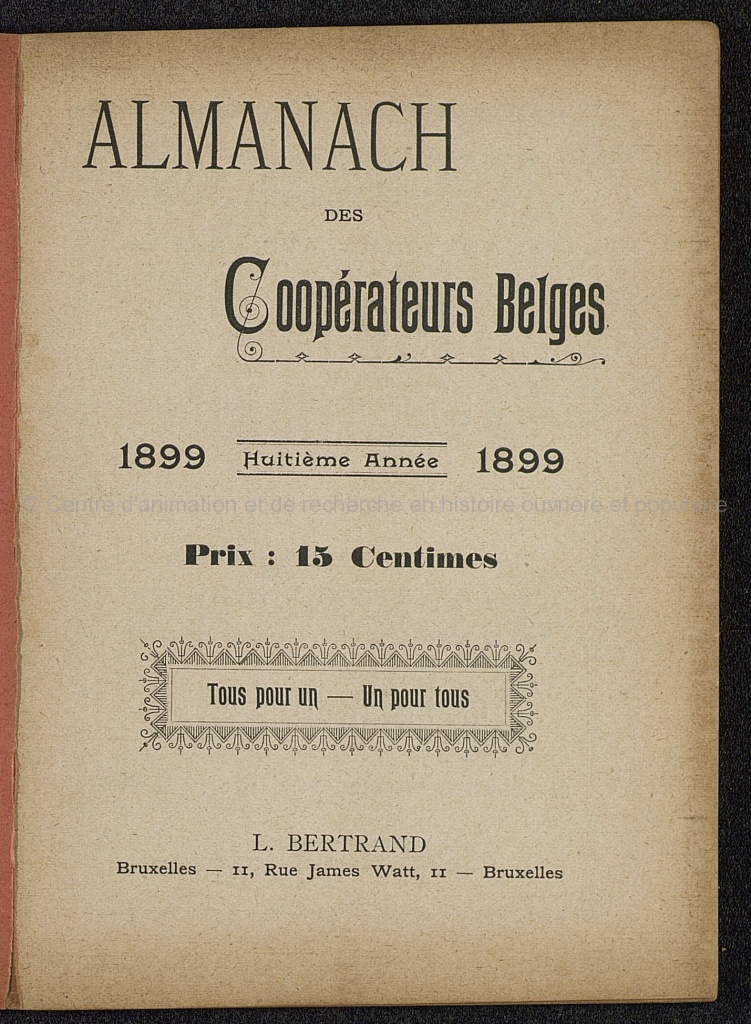 ALMANACH
DES
Coopérateurs Belges
1899 Huitième Année 1899
© Centre d'animation et de recherche en histoire ouvrière et populaire
Prix : 15 Centimes
Tous pour un — Un pour tous
L. BERTRAND
Bruxelles — 11, Rue James Watt, 11 — Bruxelles